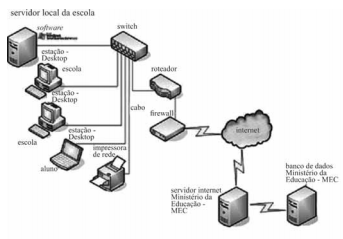 servidor local da escola
software
switch
estação -
Desktop
escola
roteador
estação -
Desktop
cabo
firewall
internet
estação -
Desktop
escola
impressora
de rede
aluno
banco de dados
Ministério da
Educação - MEC
servidor internet
Ministério da
Educação -
MEC